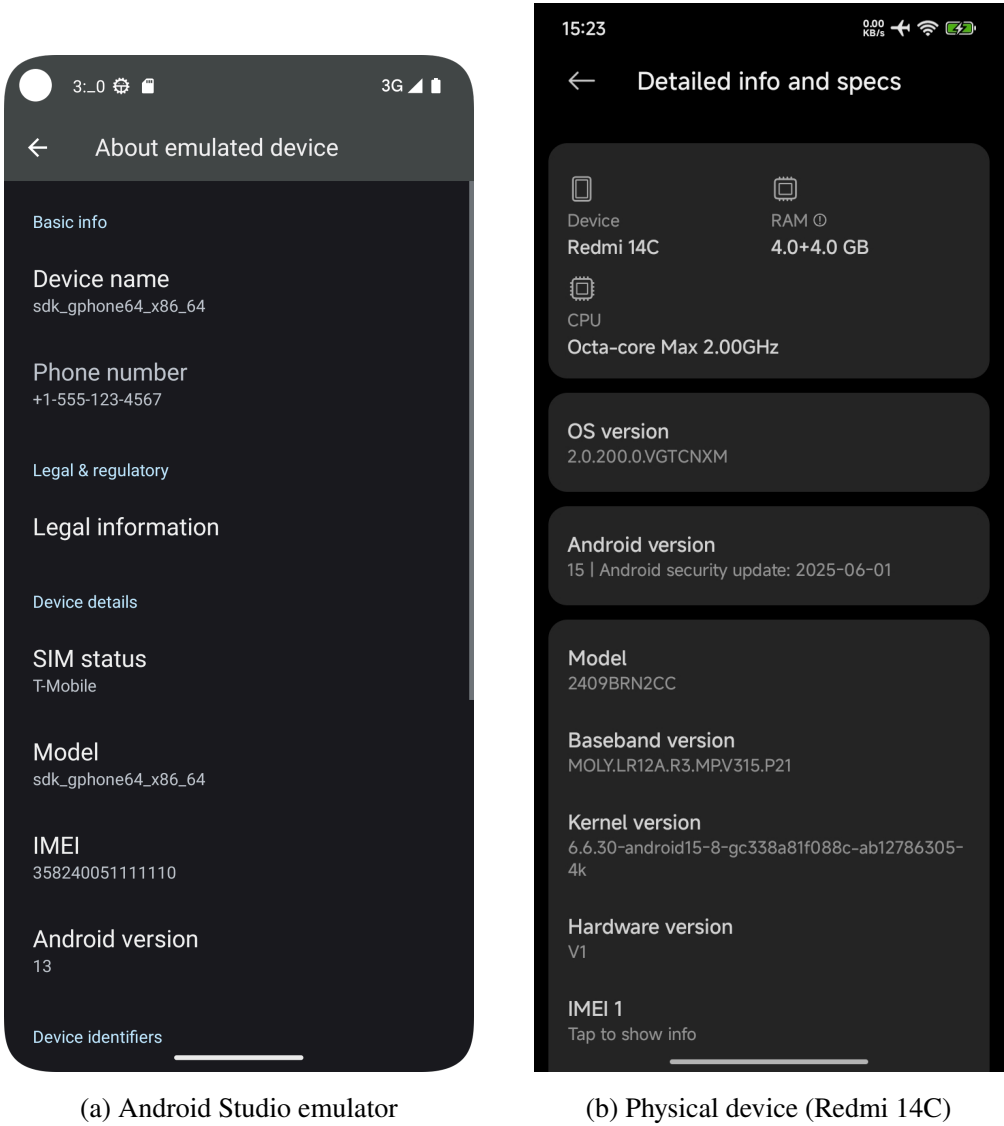 3:_0
3G
About emulated device
Basic info
Device name
sdk_gphone64_x86_64
Phone number
+1-555-123-4567
Legal & regulatory
Legal information
Device details
SIM status
T-Mobile
Model
sdk_gphone64_x86_64
IMEI
358240051111110
Android version
13
Device identifiers
(a) Android Studio emulator
15:23
0.00
KB/s
Detailed info and specs
Device
Redmi 14C
RAM
4.0+4.0 GB
CPU
Octa-core Max 2.00GHz
OS version
2.0.200.0.VGTCNXM
Android version
15 | Android security update: 2025-06-01
Model
2409BRN2CC
Baseband version
MOLY.LR12A.R3.MP.V315.P21
Kernel version
6.6.30-android15-8-gc338a81f088c-ab12786305-
4k
Hardware version
V1
IMEI 1
Tap to show info
(b) Physical device (Redmi 14C)